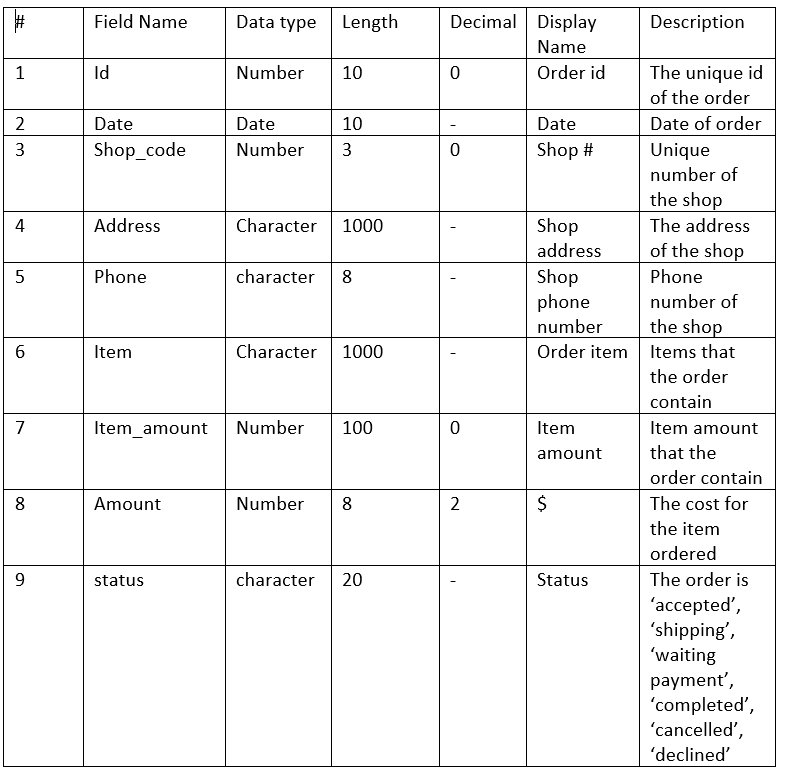 # Field Name Data type Length Decimal Display Name Description
1 Id Number 10 0 Order id The unique id of the order
2 Date Date 10 - Date Date of order
3 Shop_code Number 3 0 Shop # Unique number of the shop
4 Address Character 1000 - Shop address The address of the shop
5 Phone character 8 - Shop phone number Phone number of the shop
6 Item Character 1000 - Order item Items that the order contain
7 Item_amount Number 100 0 Item amount Item amount that the order contain
8 Amount Number 8 2 $ The cost for the item ordered
9 status character 20 - Status The order is ‘accepted’, ‘shipping’, ‘waiting payment’, ‘completed’, ‘cancelled’, ‘declined’